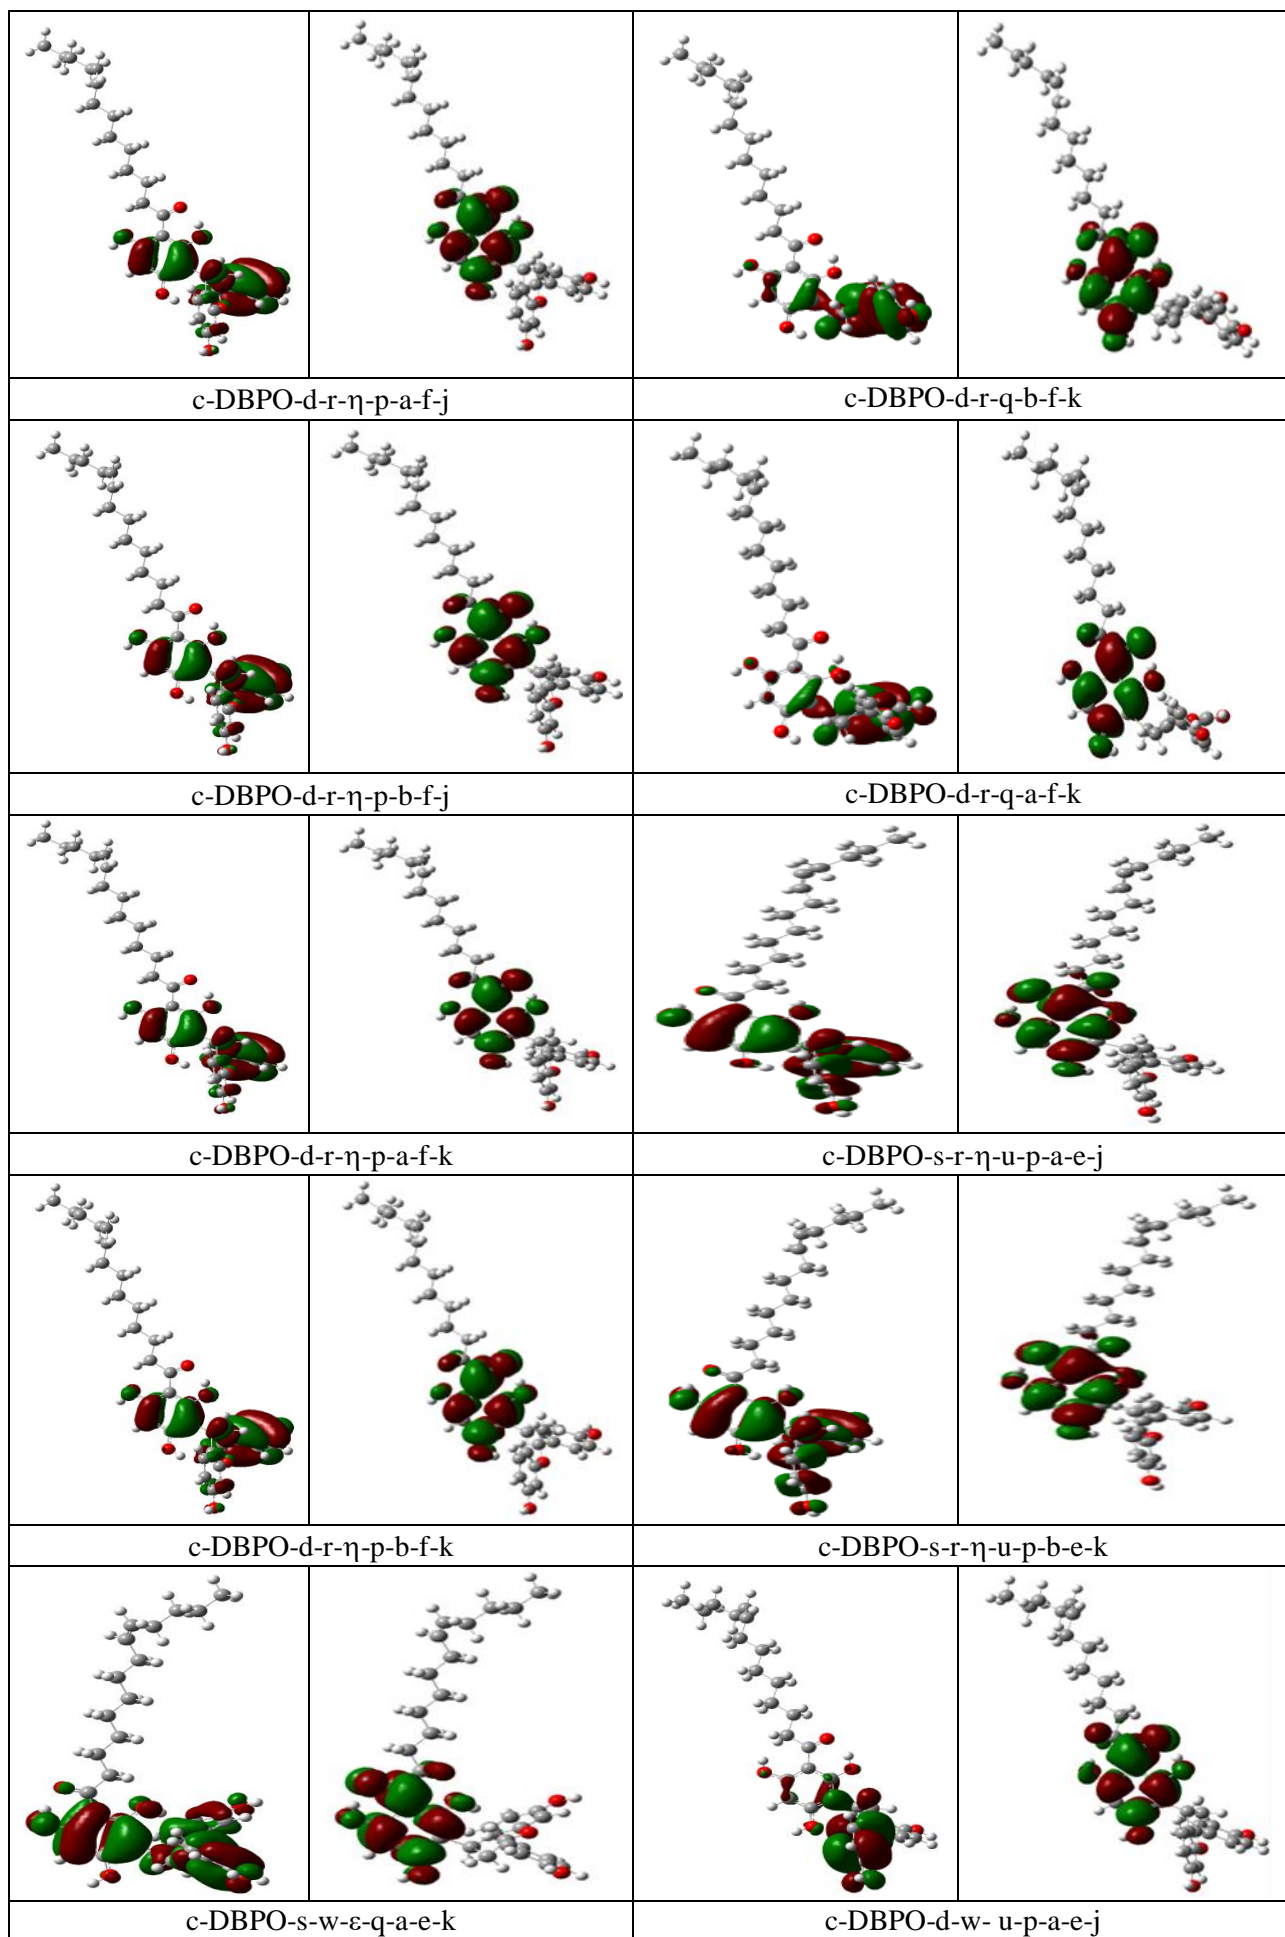 c-DBPO-d-r-η-p-a-f-j
c-DBPO-d-r-q-b-f-k
c-DBPO-d-r-η-p-b-f-j
c-DBPO-d-r-q-a-f-k
c-DBPO-d-r-η-p-a-f-k
c-DBPO-s-r-η-u-p-a-e-j
c-DBPO-d-r-η-p-b-f-k
c-DBPO-s-r-η-u-p-b-e-k
c-DBPO-s-w-ε-q-a-e-k
c-DBPO-d-w- u-p-a-e-j